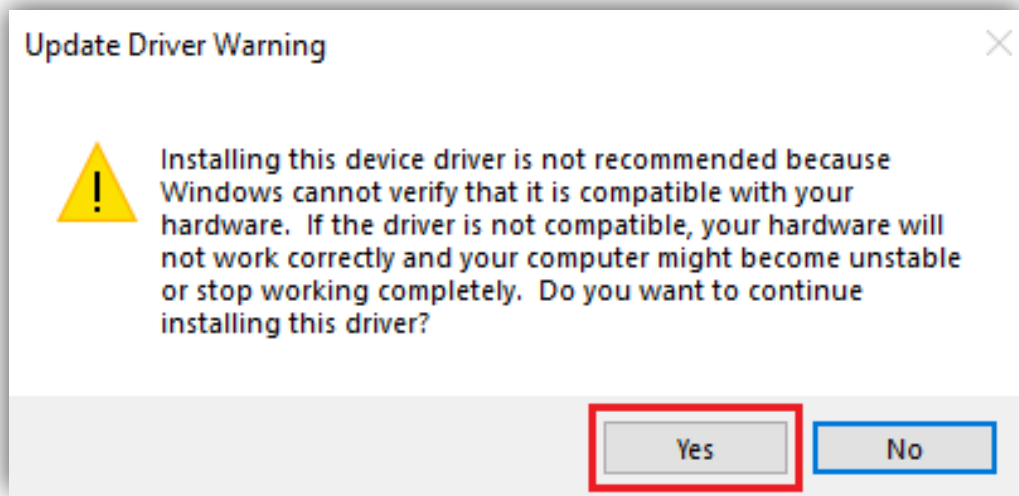 Update Driver Warning
Installing this device driver is not recommended because
Windows cannot verify that it is compatible with your
hardware.  If the driver is not compatible, your hardware will
not work correctly and your computer might become unstable
or stop working completely.  Do you want to continue
installing this driver?
Yes No